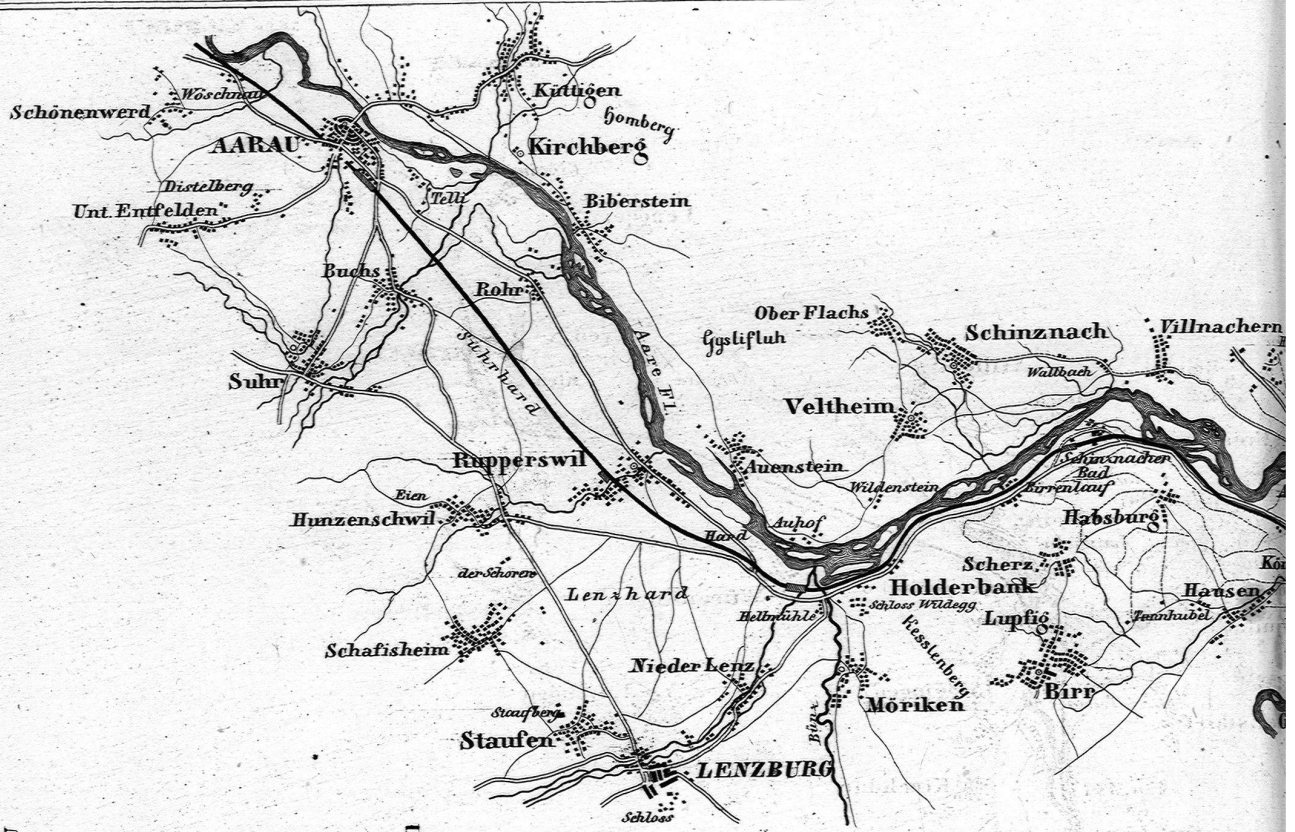 Küttigen
Wöschnau
Schönenwerd
Homberg
AARAU
Kirchberg
Distelberg
Telli
Biberstein
Unt. Entfelden
Buchs
Rohr
Ober Flachs
Gyslifluh
Schinznach
Villnachern
Aare Fl.
Suhrhard
Wallbach
Suhr
Veltheim
Rupperswil
Auenstein
Schinznacher
Bad
Wildenstein
Birrenlauf
Eien
Hunzenschwil
Auhof
Habsburg
Hard
der Schoren
Scherz
Lenzhard
Holderbank
Hausen
Schloss Wildegg
Hellmühle
Lupfig
Tannhubel
Kesslenberg
Schafisheim
Nieder Lenz
Birr
Möriken
Bünz
Staufberg
Staufen
LENZBURG
Schloss